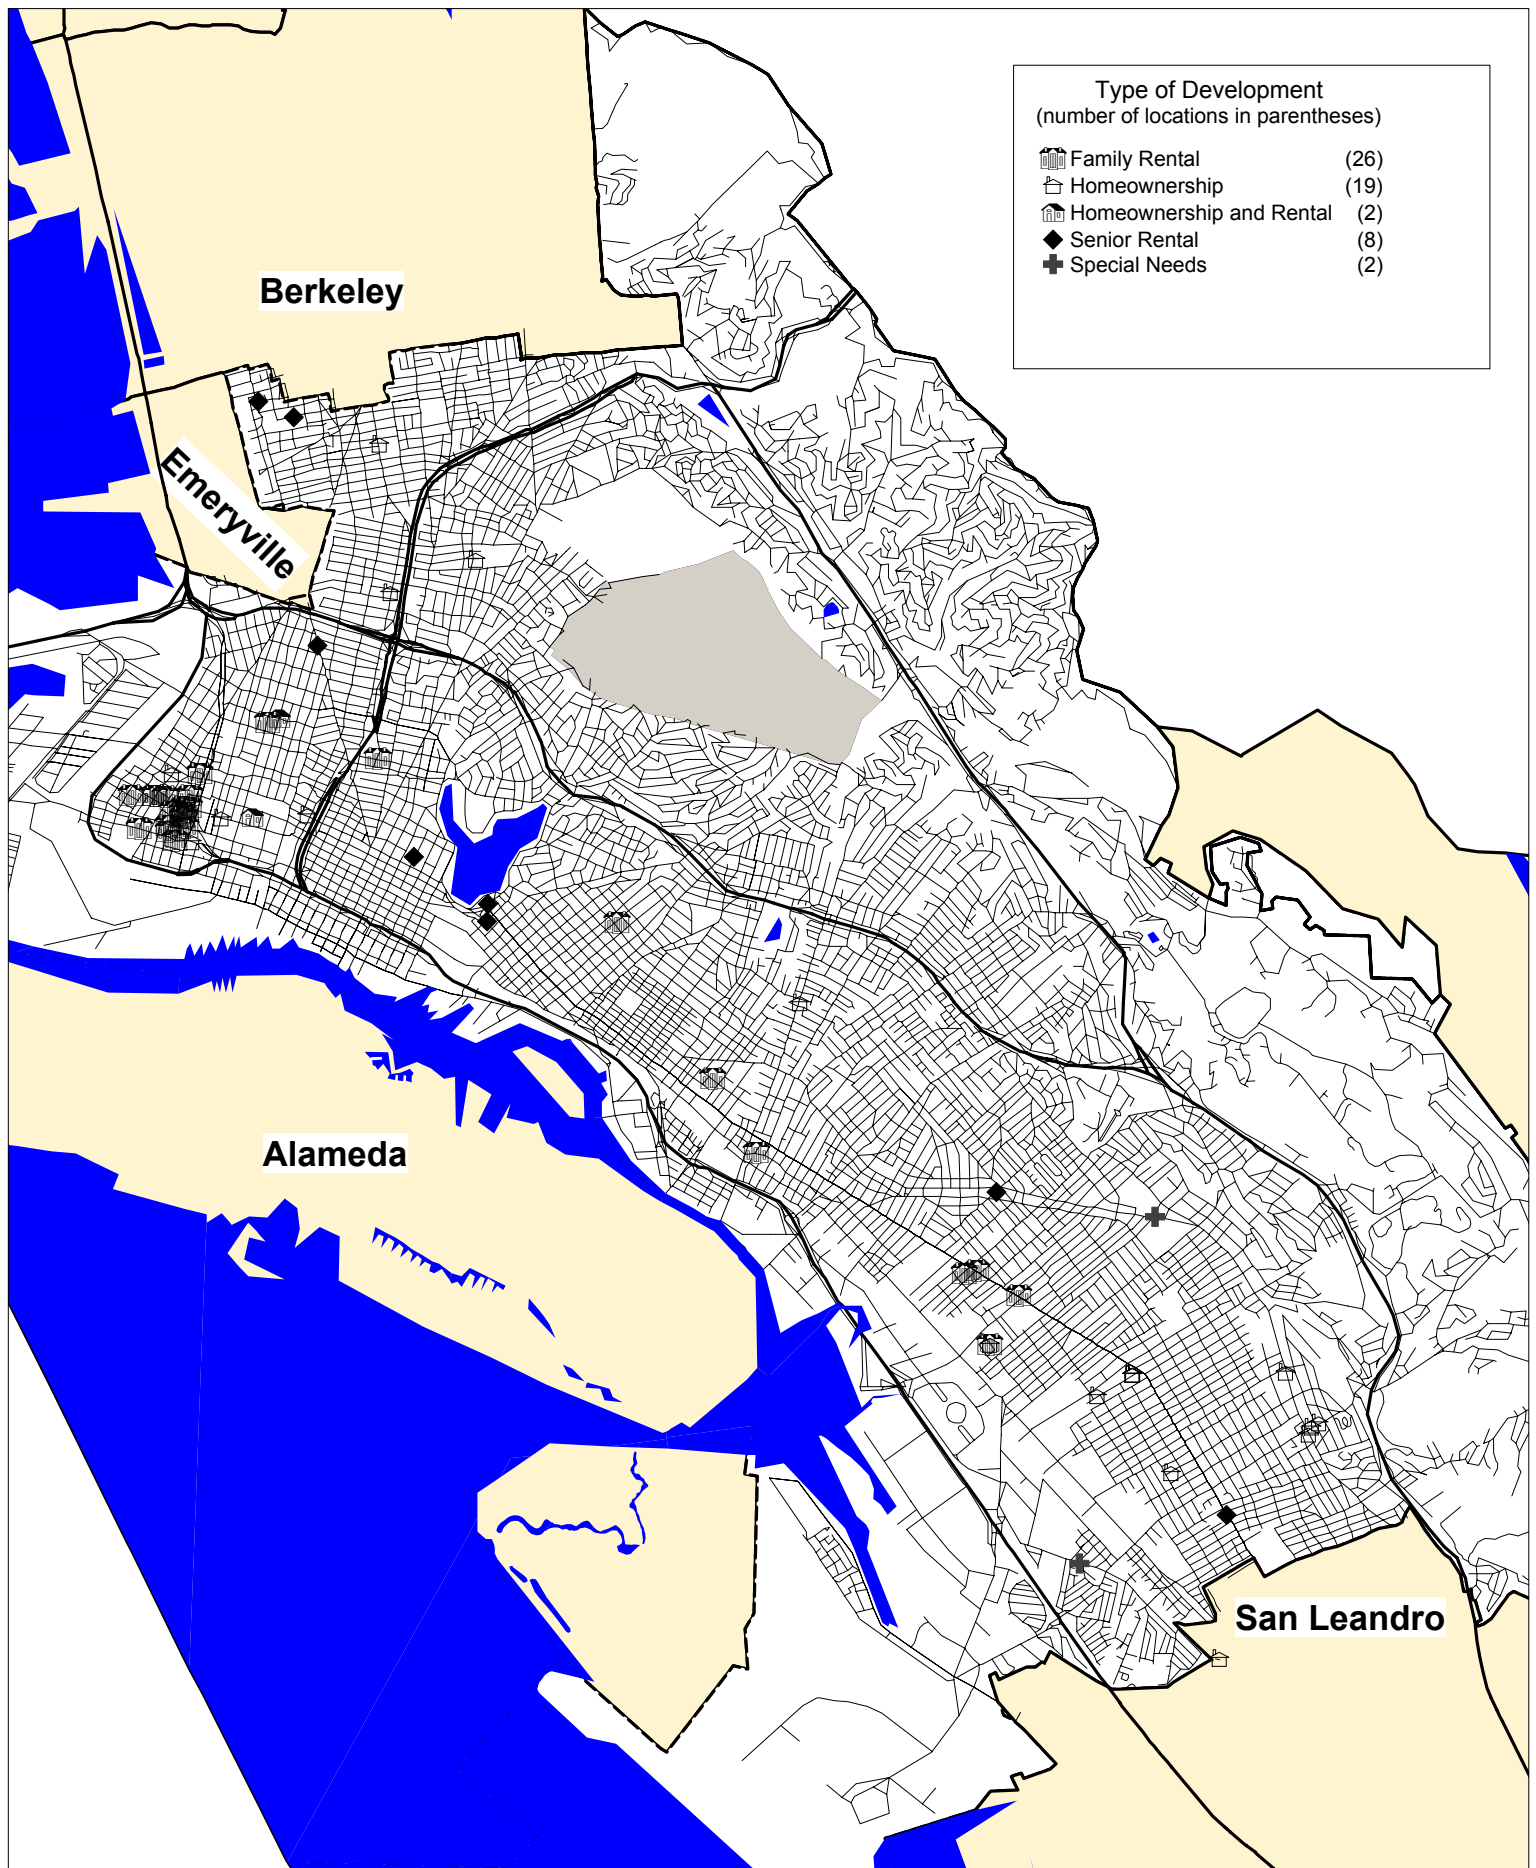 Type of Development
(number of locations in parentheses)
Family Rental (26)
Homeownership (19)
Homeownership and Rental (2)
Senior Rental (8)
Special Needs (2)
Berkeley
Emeryville
Alameda
San Leandro